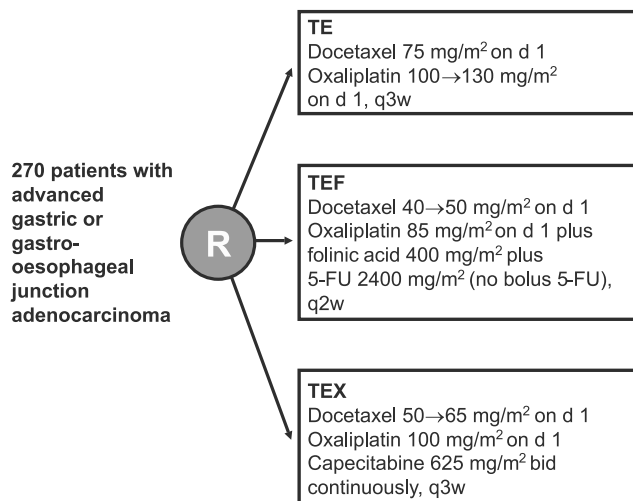 270 patients with
advanced
gastric or
gastro-
oesophageal
junction
adenocarcinoma
R
TE
Docetaxel 75 mg/m² on d 1
Oxaliplatin 100→130 mg/m²
on d 1, q3w
TEF
Docetaxel 40→50 mg/m² on d 1
Oxaliplatin 85 mg/m² on d 1 plus
folinic acid 400 mg/m² plus
5-FU 2400 mg/m² (no bolus 5-FU),
q2w
TEX
Docetaxel 50→65 mg/m² on d 1
Oxaliplatin 100 mg/m² on d 1
Capecitabine 625 mg/m² bid
continuously, q3w